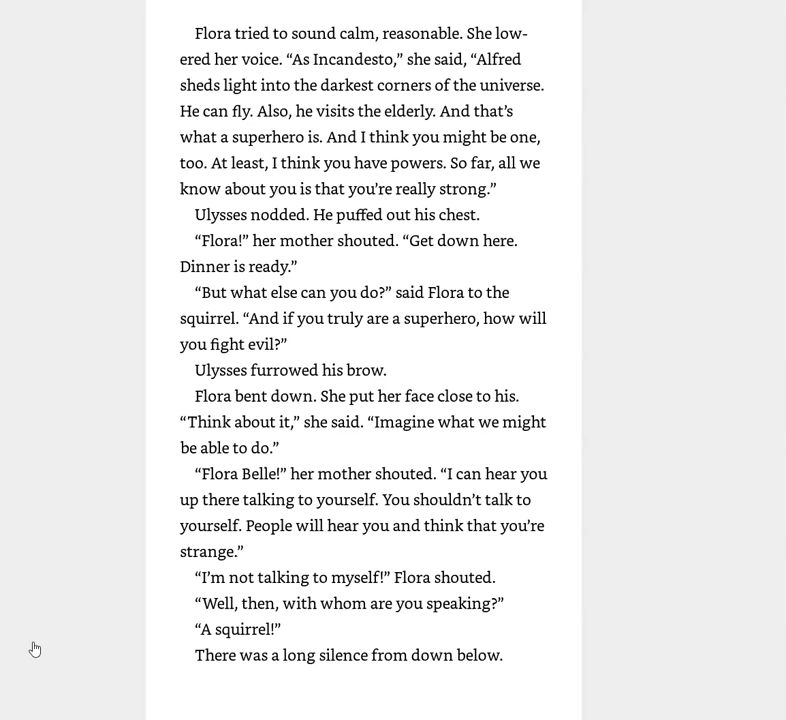 Flora tried to sound calm, reasonable. She low-
ered her voice. “As Incandesto,” she said, “Alfred
sheds light into the darkest corners of the universe.
He can fly. Also, he visits the elderly. And that’s
what a superhero is. And I think you might be one,
too. At least, I think you have powers. So far, all we
know about you is that you’re really strong.”
Ulysses nodded. He puffed out his chest.
“Flora!” her mother shouted. “Get down here.
Dinner is ready.”
“But what else can you do?” said Flora to the
squirrel. “And if you truly are a superhero, how will
you fight evil?”
Ulysses furrowed his brow.
Flora bent down. She put her face close to his.
“Think about it,” she said. “Imagine what we might
be able to do.”
“Flora Belle!” her mother shouted. “I can hear you
up there talking to yourself. You shouldn’t talk to
yourself. People will hear you and think that you’re
strange.”
“I’m not talking to myself!” Flora shouted.
“Well, then, with whom are you speaking?”
“A squirrel!”
There was a long silence from down below.